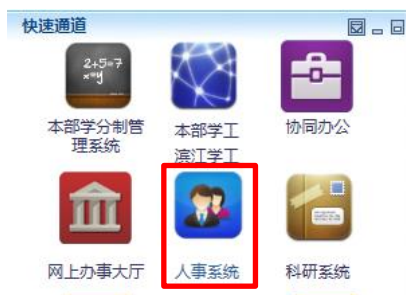 快速通道
2+5=7
x=y
本部学分制管
理系统
本部学工
滨江学工
协同办公
网上办事大厅
人事系统
科研系统